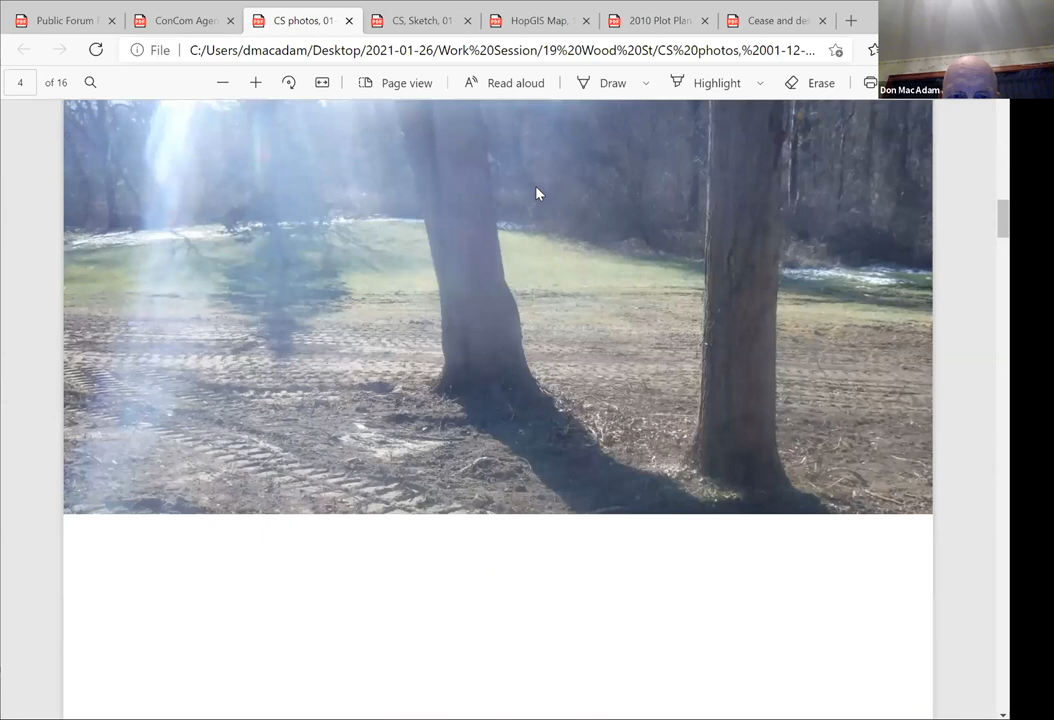 Public Forum
ConCom Agen
CS photos, 01-
CS, Sketch, 01
HopGIS Map,
2010 Plot Plan
Cease and des
File
C:/Users/dmacadam/Desktop/2021-01-26/Work%20Session/19%20Wood%20St/CS%20photos,%2001-12-...
4 of 16
Page view
Read aloud
Draw
Highlight
Erase
Don MacAdam